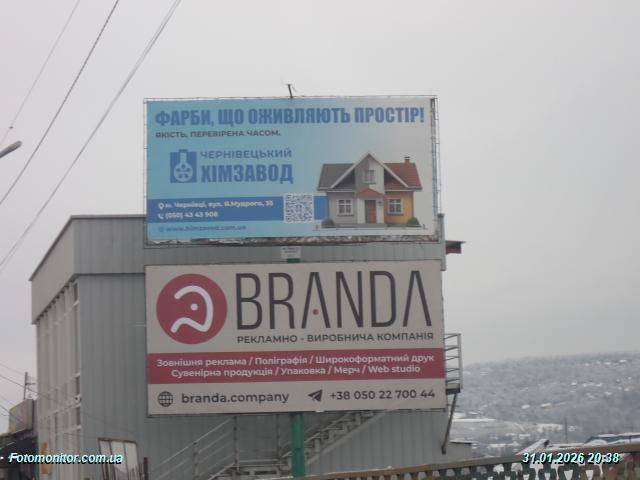 ФАРБИ, ЩО ОЖИВЛЯЮТЬ ПРОСТІР!
ЯКІСТЬ, ПЕРЕВІРЕНА ЧАСОМ.
ЧЕРНІВЕЦЬКИЙ
ХІМЗАВОД
м. Чернівці, вул. Я.Мудрого, 35
(050) 43 43 908
www.himzavod.com.ua
BRANDA
РЕКЛАМНО - ВИРОБНИЧА КОМПАНІЯ
Зовнішня реклама / Поліграфія / Широкоформатний друк
Сувенірна продукція / Упаковка / Мерч / Web studio
branda.company +38 050 22 700 44
Fotomonitor.com.ua 31.01.2026 20:38